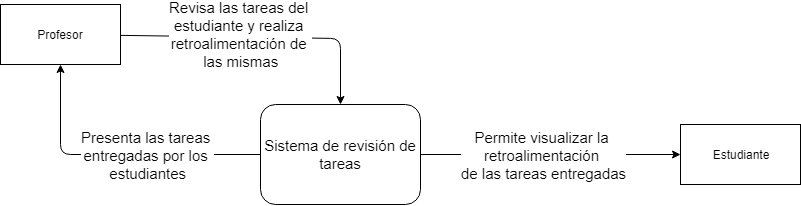 Revisa las tareas del
estudiante y realiza
retroalimentación de
las mismas
Profesor
Presenta las tareas
entregadas por los
estudiantes
Sistema de revisión de
tareas
Permite visualizar la
retroalimentación
de las tareas entregadas
Estudiante